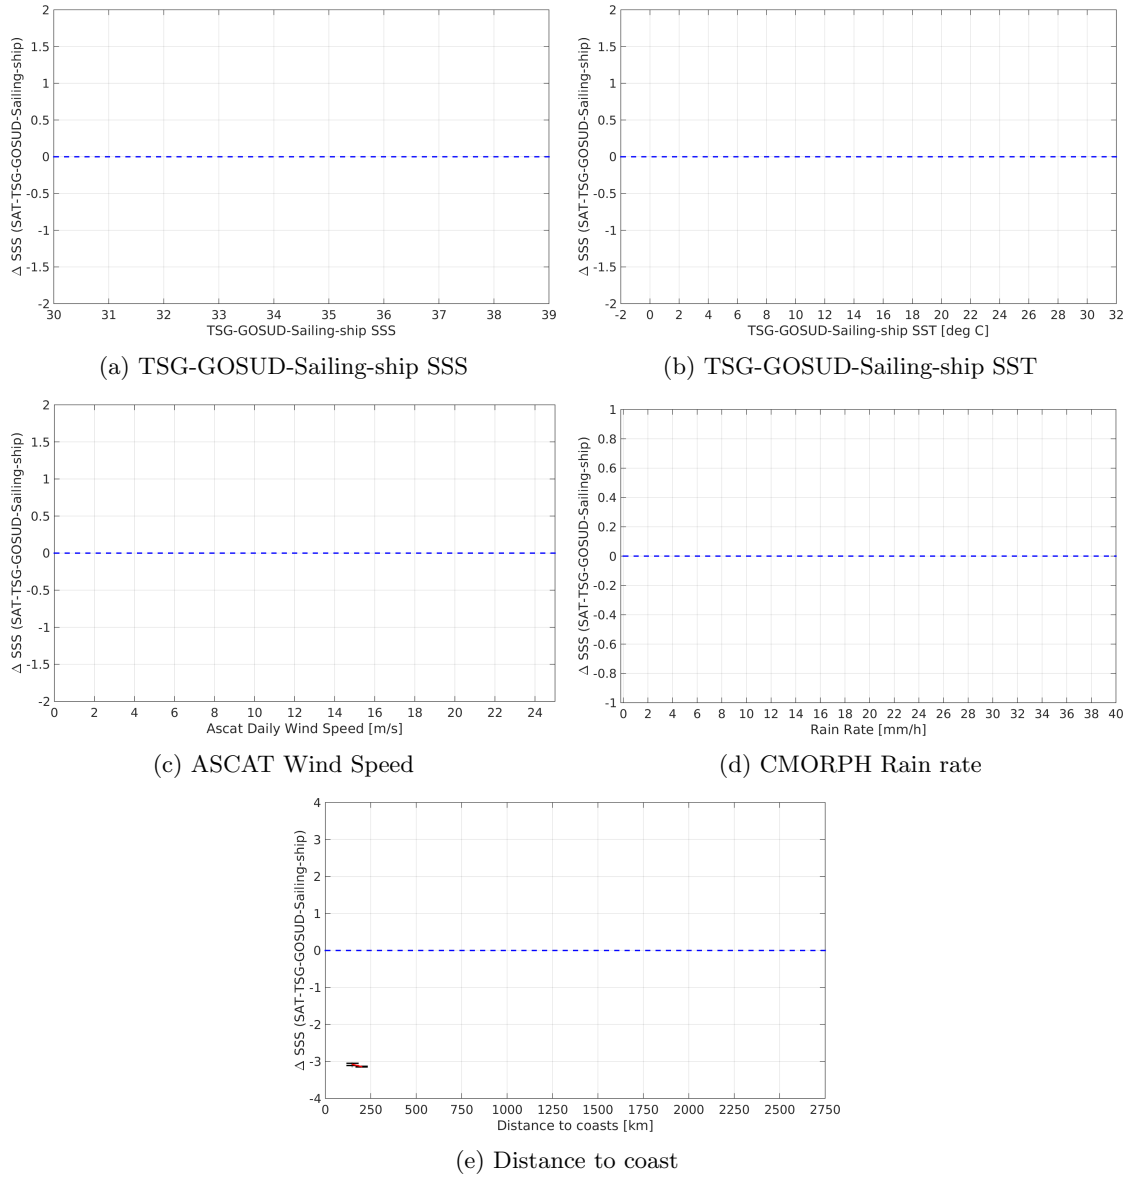 2
1.5
1
0.5
0
-0.5
-1
-1.5
-2
Δ SSS (SAT-TSG-GOSUD-Sailing-ship)
30 31 32 33 34 35 36 37 38 39
TSG-GOSUD-Sailing-ship SSS
(a) TSG-GOSUD-Sailing-ship SSS
2
1.5
1
0.5
0
-0.5
-1
-1.5
-2
Δ SSS (SAT-TSG-GOSUD-Sailing-ship)
-2 0 2 4 6 8 10 12 14 16 18 20 22 24 26 28 30 32
TSG-GOSUD-Sailing-ship SST [deg C]
(b) TSG-GOSUD-Sailing-ship SST
2
1.5
1
0.5
0
-0.5
-1
-1.5
-2
Δ SSS (SAT-TSG-GOSUD-Sailing-ship)
0 2 4 6 8 10 12 14 16 18 20 22 24
Ascat Daily Wind Speed [m/s]
(c) ASCAT Wind Speed
1
0.8
0.6
0.4
0.2
0
-0.2
-0.4
-0.6
-0.8
-1
Δ SSS (SAT-TSG-GOSUD-Sailing-ship)
0 2 4 6 8 10 12 14 16 18 20 22 24 26 28 30 32 34 36 38 40
Rain Rate [mm/h]
(d) CMORPH Rain rate
4
3
2
1
0
-1
-2
-3
-4
Δ SSS (SAT-TSG-GOSUD-Sailing-ship)
0 250 500 750 1000 1250 1500 1750 2000 2250 2500 2750
Distance to coasts [km]
(e) Distance to coast